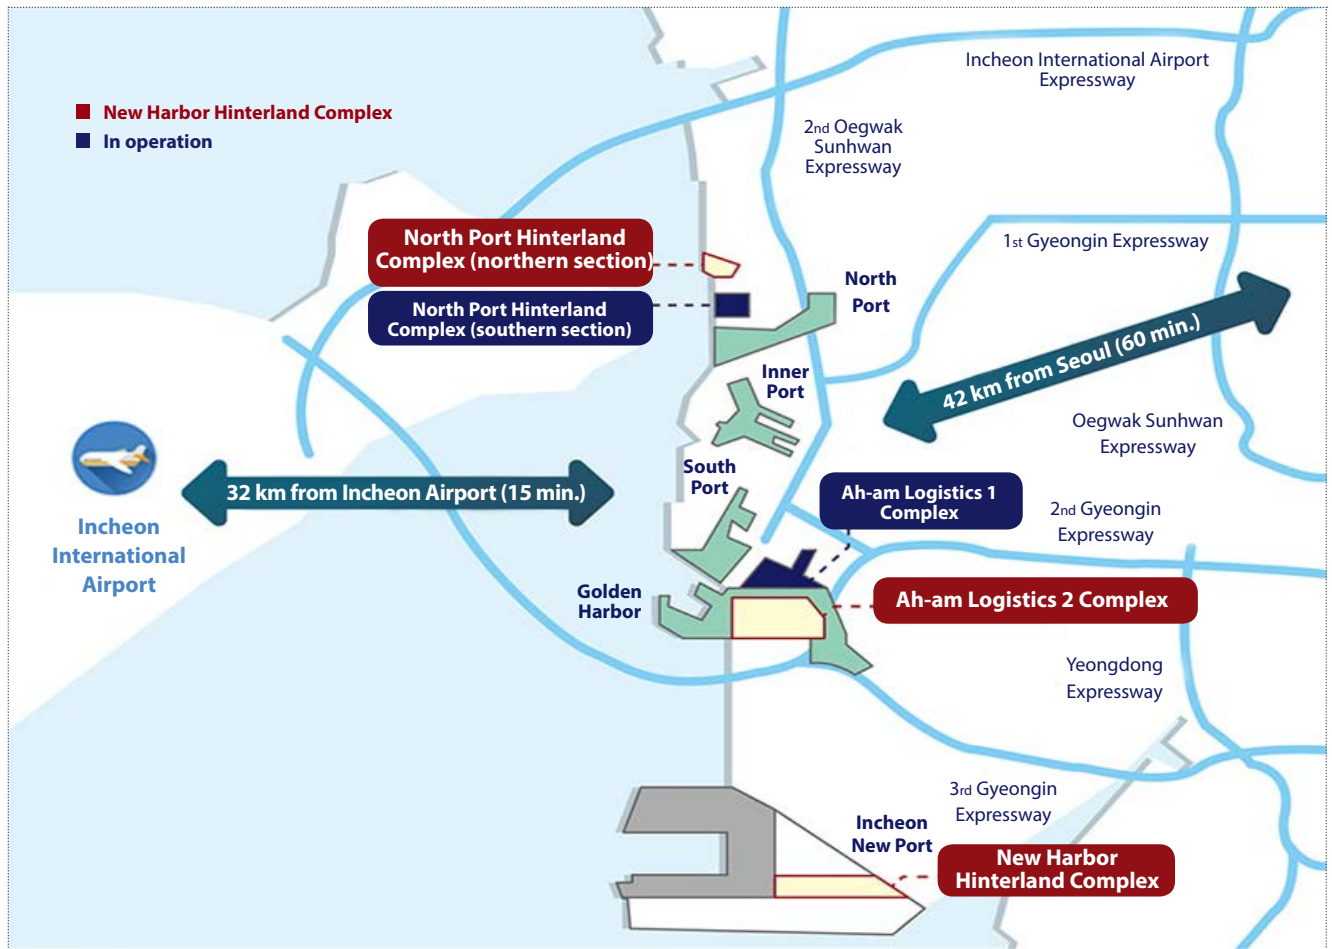 Incheon International Airport
Expressway
New Harbor Hinterland Complex
In operation
2nd Oegwak
Sunhwan
Expressway
North Port Hinterland
Complex (northern section)
1st Gyeongin Expressway
North
Port
North Port Hinterland
Complex (southern section)
42 km from Seoul (60 min.)
Inner
Port
Oegwak Sunhwan
Expressway
South
Port
32 km from Incheon Airport (15 min.)
Ah-am Logistics 1
Complex
2nd Gyeongin
Expressway
Incheon
International
Airport
Golden
Harbor
Ah-am Logistics 2 Complex
Yeongdong
Expressway
3rd Gyeongin
Expressway
Incheon
New Port
New Harbor
Hinterland Complex